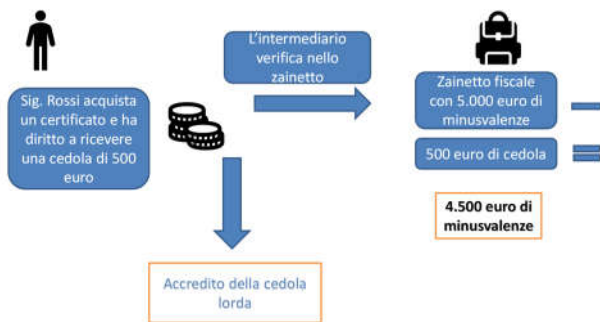 L'intermediario
verifica nello
zainetto
Sig. Rossi acquista
un certificato e ha
diritto a ricevere
una cedola di 500
euro
Zainetto fiscale
con 5.000 euro di
minusvalenze
500 euro di cedola
4.500 euro di
minusvalenze
Accredito della cedola
lorda